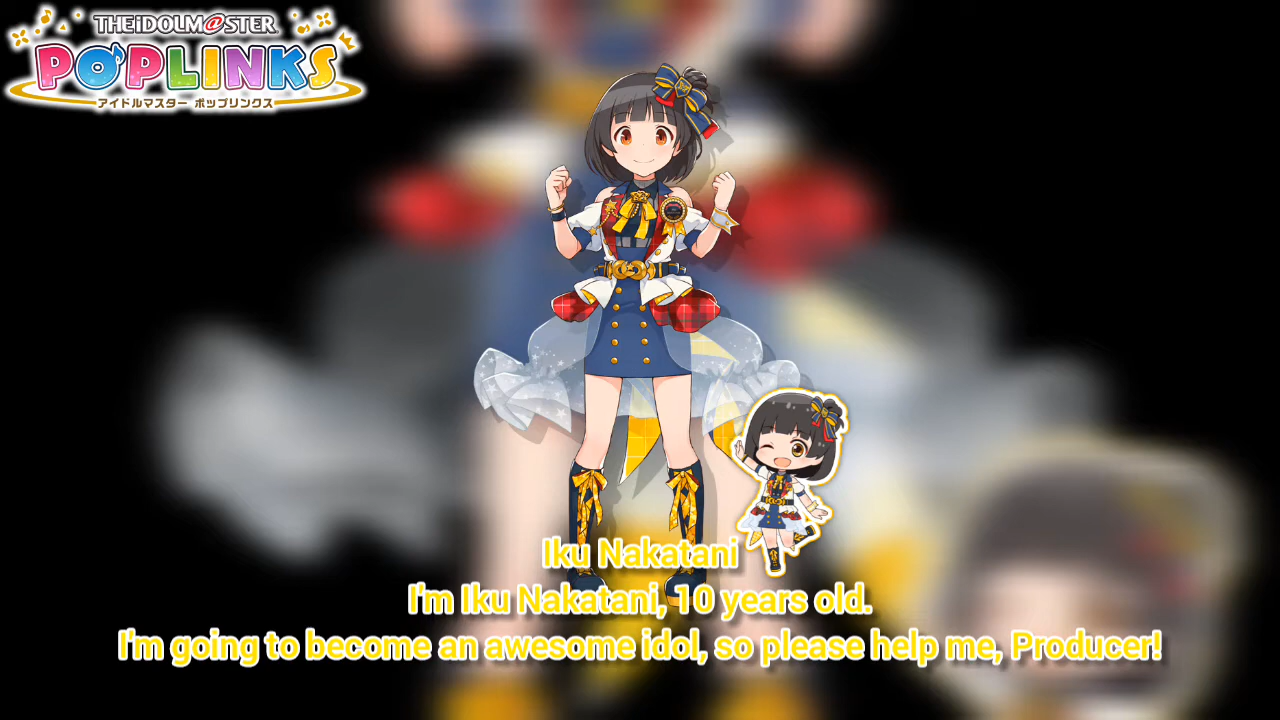 THE iDOLM@STER
POPLINKS
アイドルマスター ポップリンクス
Iku Nakatani
I'm Iku Nakatani, 10 years old.
I'm going to become an awesome idol, so please help me, Producer!